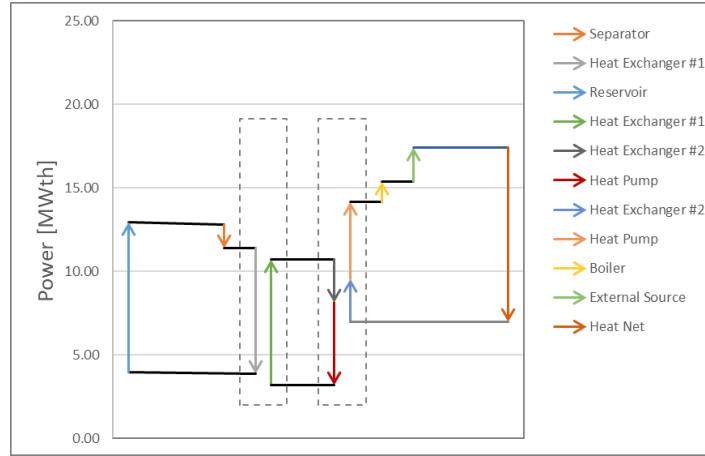 25.00
20.00
15.00
10.00
5.00
0.00
Power [MWth]
Separator
Heat Exchanger #1
Reservoir
Heat Exchanger #1
Heat Exchanger #2
Heat Pump
Heat Exchanger #2
Heat Pump
Boiler
External Source
Heat Net